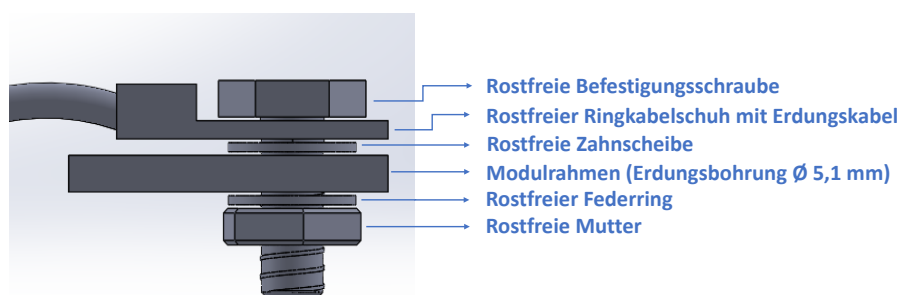 Rostfreie Befestigungsschraube
Rostfreier Ringkabelschuh mit Erdungskabel
Rostfreie Zahnscheibe
Modulrahmen (Erdungsbohrung Ø 5,1 mm)
Rostfreier Federring
Rostfreie Mutter